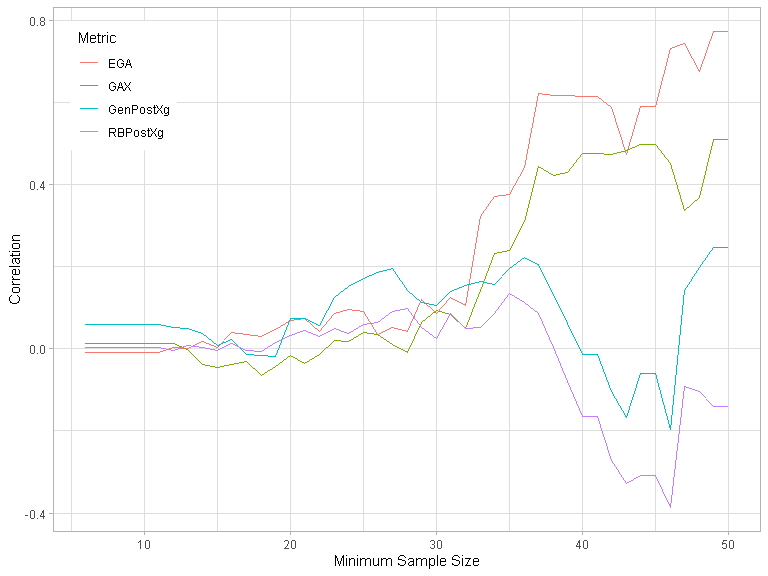 0.8
0.4
0.0
-0.4
Correlation
Metric
EGA
GAX
GenPostXg
RBPostXg
10
20
30
40
50
Minimum Sample Size